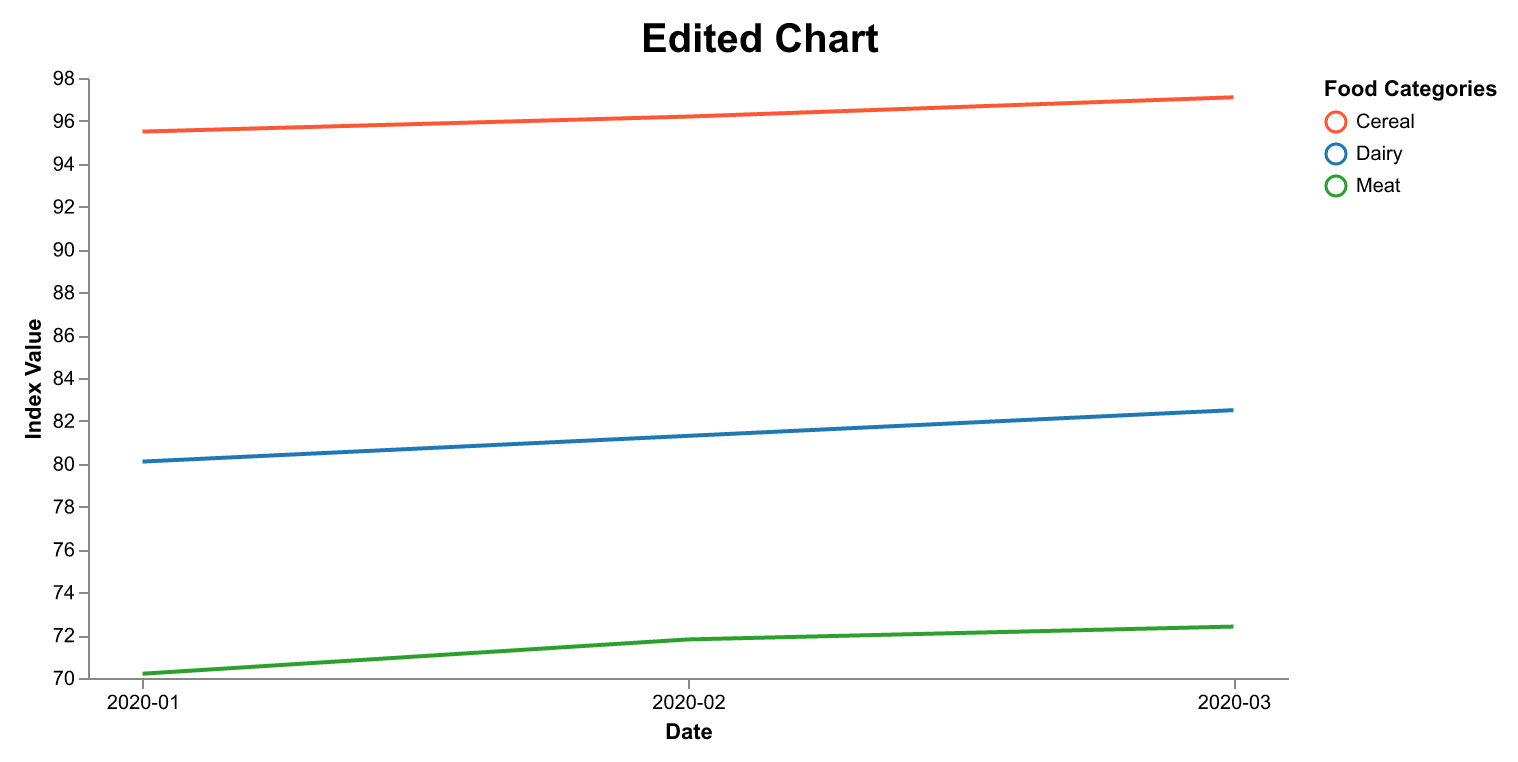 Edited Chart
98
96
94
92
90
88
86
84
82
80
78
76
74
72
70
Index Value
2020-01
2020-02
2020-03
Date
Food Categories
Cereal
Dairy
Meat